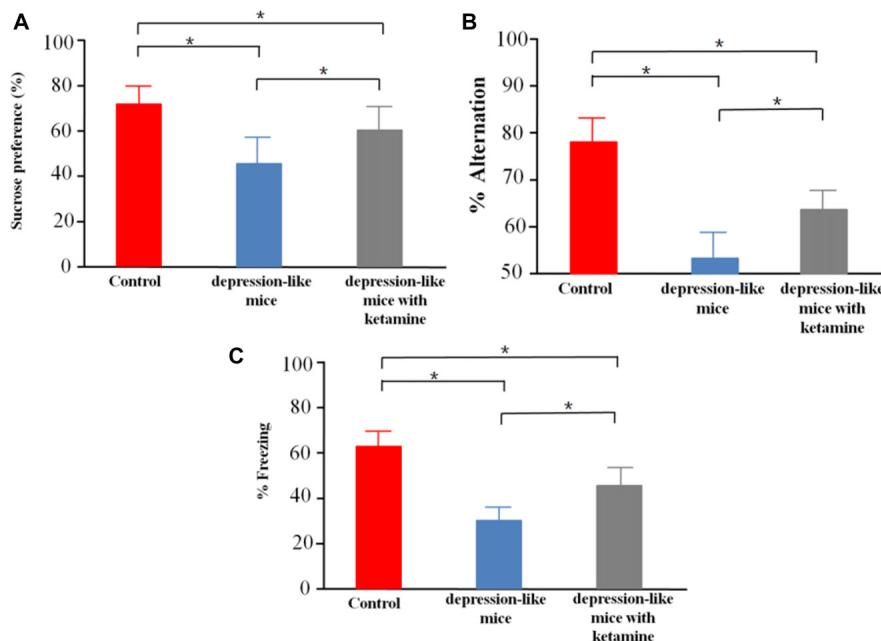 A
Sucrose preference (%)
100
80
60
40
20
0
*
*
*
Control
depression-like
mice
depression-like
mice with
ketamine
B
% Alternation
100
90
80
70
60
50
*
*
*
Control
depression-like
mice
depression-like
mice with
ketamine
C
% Freezing
100
80
60
40
20
0
*
*
*
Control
depression-like
mice
depression-like
mice with
ketamine